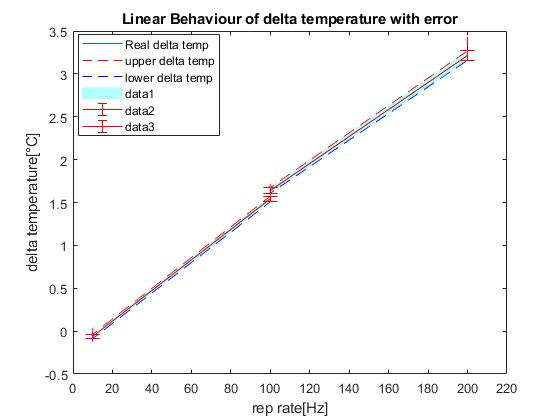 Linear Behaviour of delta temperature with error
Real delta temp
upper delta temp
lower delta temp
data1
data2
data3
3.5
3
2.5
2
1.5
1
0.5
0
-0.5
delta temperature[°C]
0 20 40 60 80 100 120 140 160 180 200 220
rep rate[Hz]